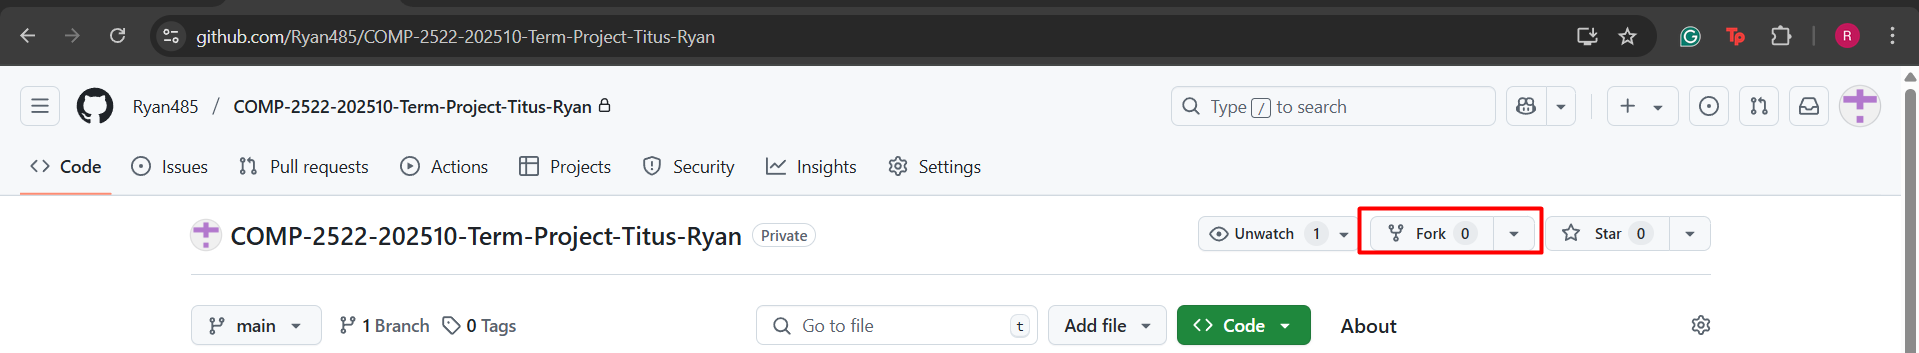 github.com/Ryan485/COMP-2522-202510-Term-Project-Titus-Ryan
R
Ryan485 / COMP-2522-202510-Term-Project-Titus-Ryan
Type / to search
Code Issues Pull requests Actions Projects Security Insights Settings
COMP-2522-202510-Term-Project-Titus-Ryan Private
Unwatch 1 Fork 0 Star 0
main 1 Branch 0 Tags Go to file t Add file Code About